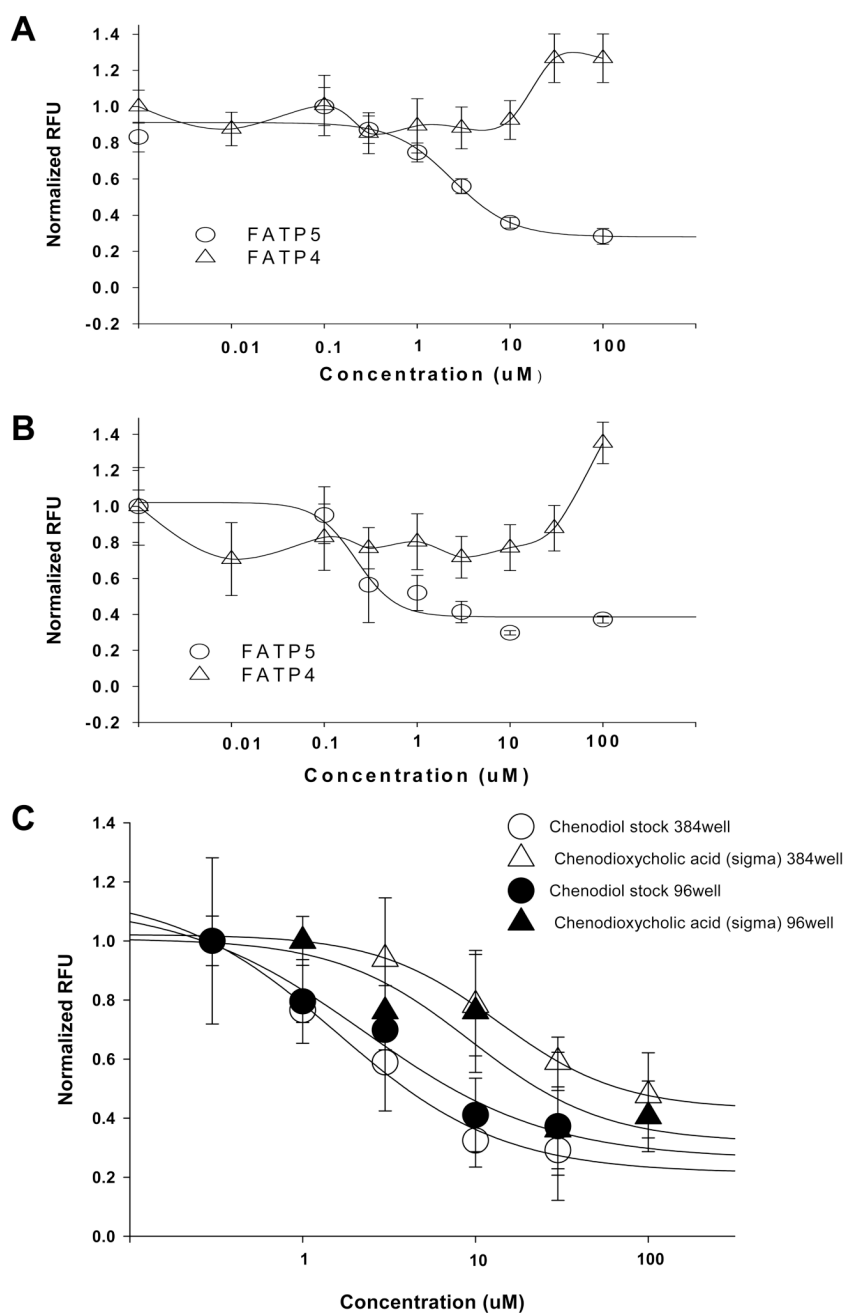 A
1.4
1.2
1.0
0.8
0.6
0.4
0.2
0.0
-0.2
Normalized RFU
FATP5
FATP4
0.01 0.1 1 10 100
Concentration (uM)
B
1.4
1.2
1.0
0.8
0.6
0.4
0.2
0.0
-0.2
Normalized RFU
FATP5
FATP4
0.01 0.1 1 10 100
Concentration (uM)
C
1.4
1.2
1.0
0.8
0.6
0.4
0.2
0.0
Normalized RFU
Chenodiol stock 384well
Chenodioxycholic acid (sigma) 384well
Chenodiol stock 96well
Chenodioxycholic acid (sigma) 96well
1 10 100
Concentration (uM)